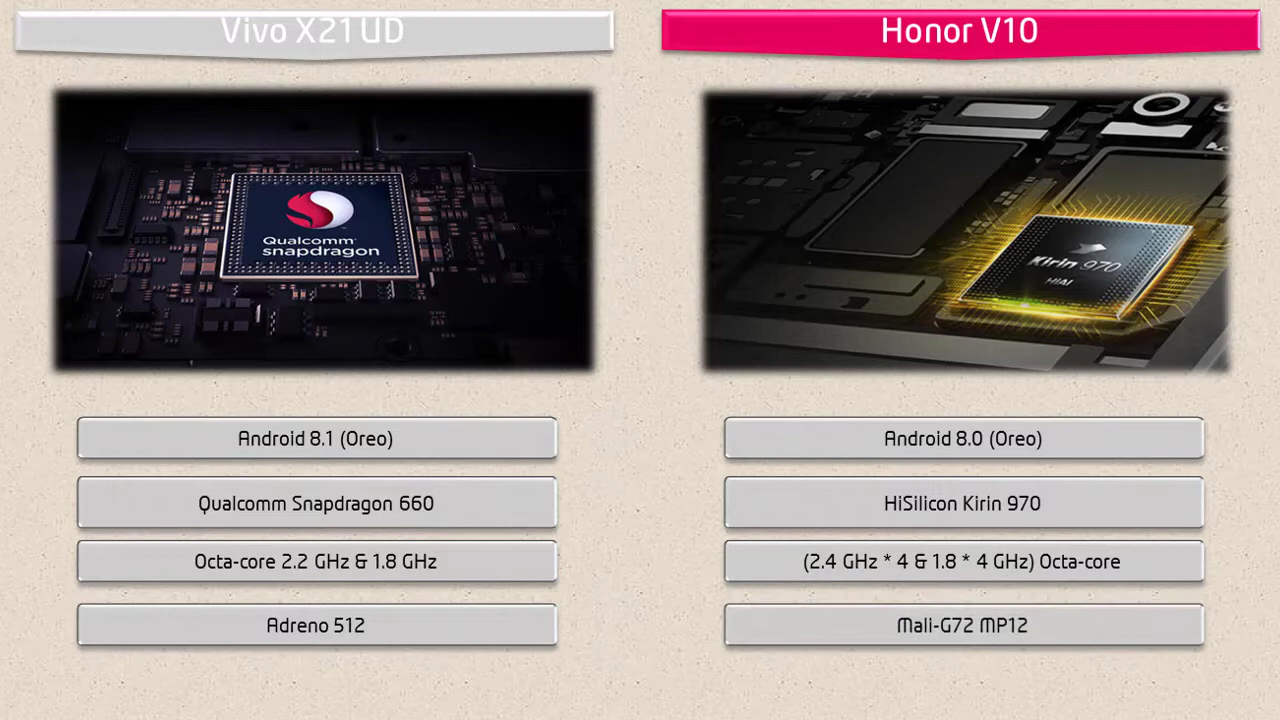 Vivo X21 UD
Honor V10
Qualcomm
snapdragon
Kirin 970
HiAI
Android 8.1 (Oreo)
Android 8.0 (Oreo)
Qualcomm Snapdragon 660
HiSilicon Kirin 970
Octa-core 2.2 GHz & 1.8 GHz
(2.4 GHz * 4 & 1.8 * 4 GHz) Octa-core
Adreno 512
Mali-G72 MP12